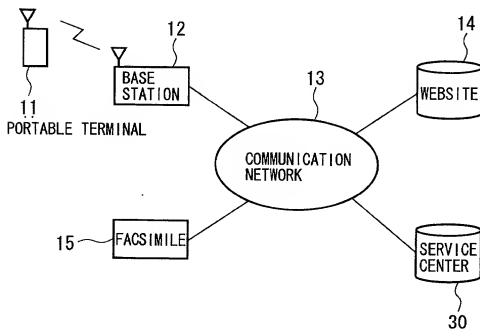 12
14
BASE
STATION
13
WEBSITE
11
PORTABLE TERMINAL
COMMUNICATION
NETWORK
15
FACSIMILE
SERVICE
CENTER
30